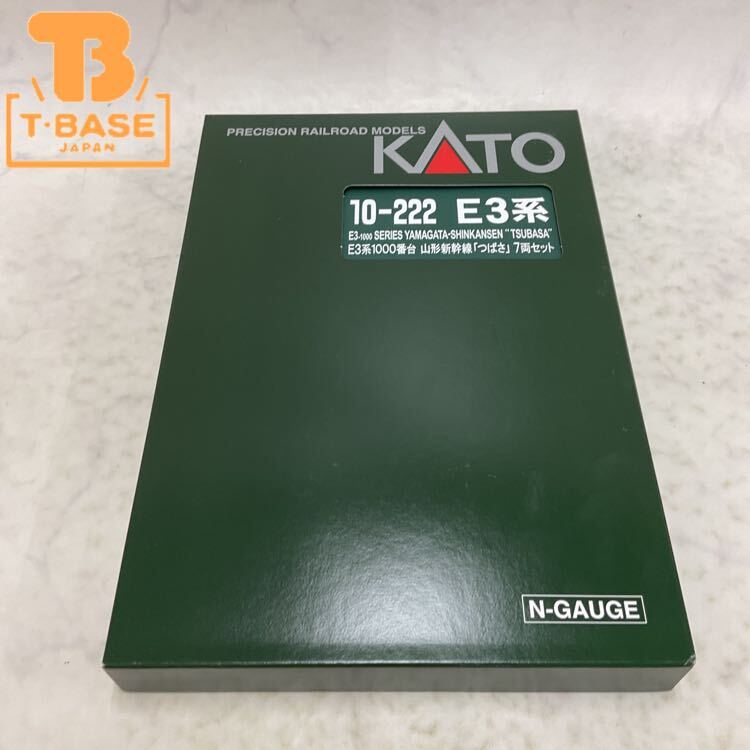 TB
T-BASE
JAPAN
PRECISION RAILROAD MODELS
KATO
10-222 E3系
E3-1000 SERIES YAMAGATA-SHINKANSEN "TSUBASA"
E3系1000番台 山形新幹線「つばさ」7両セット
N-GAUGE